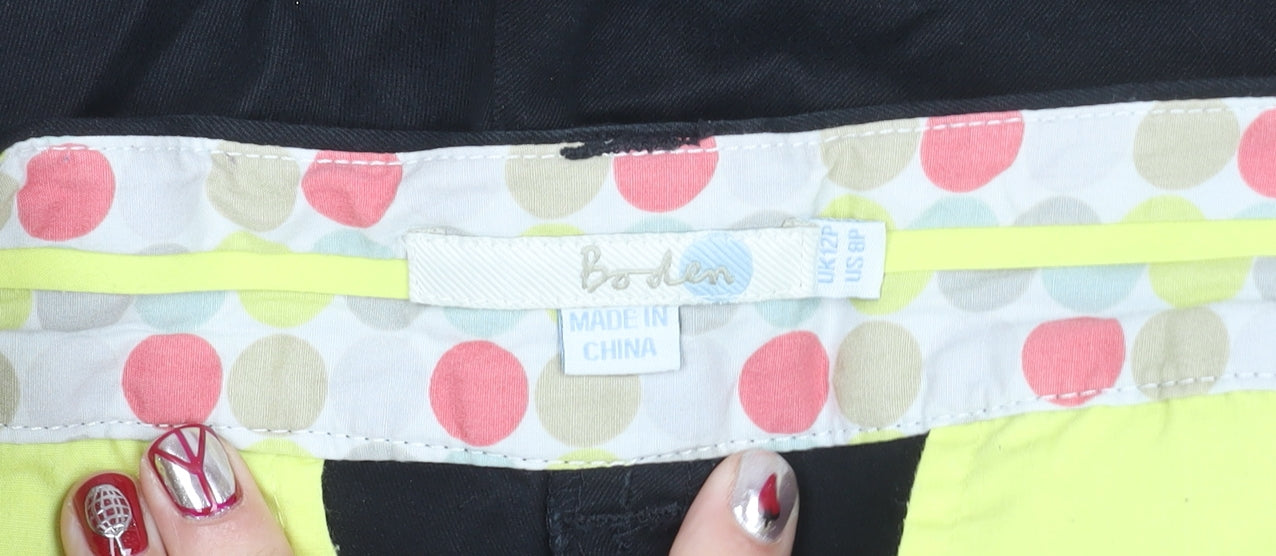 Boden
UK12P
US 8P
MADE IN
CHINA